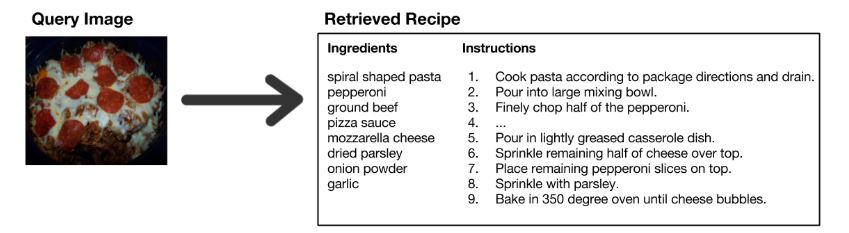 Query Image
Retrieved Recipe
Ingredients
spiral shaped pasta
pepperoni
ground beef
pizza sauce
mozzarella cheese
dried parsley
onion powder
garlic
Instructions
1. Cook pasta according to package directions and drain.
2. Pour into large mixing bowl.
3. Finely chop half of the pepperoni.
4. ...
5. Pour in lightly greased casserole dish.
6. Sprinkle remaining half of cheese over top.
7. Place remaining pepperoni slices on top.
8. Sprinkle with parsley.
9. Bake in 350 degree oven until cheese bubbles.